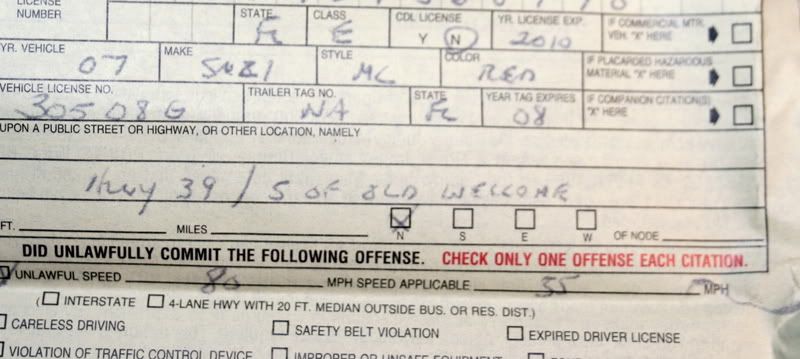 LICENSE NUMBER STATE FL CLASS E CDL LICENSE Y N YR. LICENSE EXP. 2010 IF COMMERCIAL MTR. VEH. "X" HERE
YR. VEHICLE 07 MAKE SUZI STYLE MC COLOR RED IF PLACARDED HAZARDOUS MATERIAL "X" HERE
VEHICLE LICENSE NO. 30508G TRAILER TAG NO. NA STATE FL YEAR TAG EXPIRES 08 IF COMPANION CITATION(S) "X" HERE
UPON A PUBLIC STREET OR HIGHWAY, OR OTHER LOCATION, NAMELY
Hwy 39 / S OF OLD WELCOME
FT. MILES N S E W OF NODE
DID UNLAWFULLY COMMIT THE FOLLOWING OFFENSE. CHECK ONLY ONE OFFENSE EACH CITATION.
UNLAWFUL SPEED 80 MPH SPEED APPLICABLE 55 MPH
( INTERSTATE 4-LANE HWY WITH 20 FT. MEDIAN OUTSIDE BUS. OR RES. DIST.)
CARELESS DRIVING SAFETY BELT VIOLATION EXPIRED DRIVER LICENSE
VIOLATION OF TRAFFIC CONTROL DEVICE IMPROPER OR UNSAFE EQUIPMENT